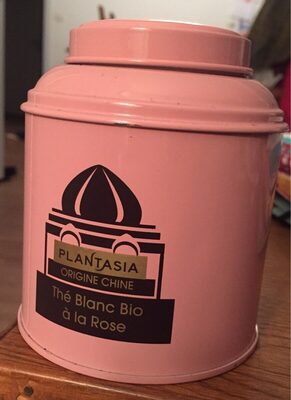 PLANTASIA
ORIGINE CHINE
Thé Blanc Bio
à la Rose